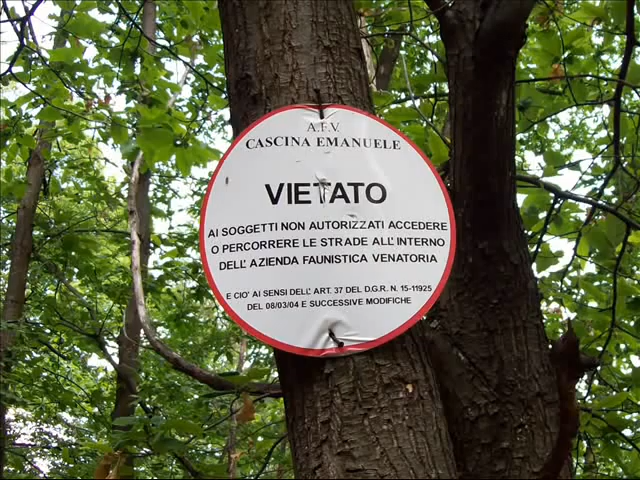 A.F.V.
CASCINA EMANUELE
VIETATO
AI SOGGETTI NON AUTORIZZATI ACCEDERE
O PERCORRERE LE STRADE ALL' INTERNO
DELL' AZIENDA FAUNISTICA VENATORIA
E CIO' AI SENSI DELL' ART. 37 DEL D.G.R. N. 15-11925
DEL 08/03/04 E SUCCESSIVE MODIFICHE